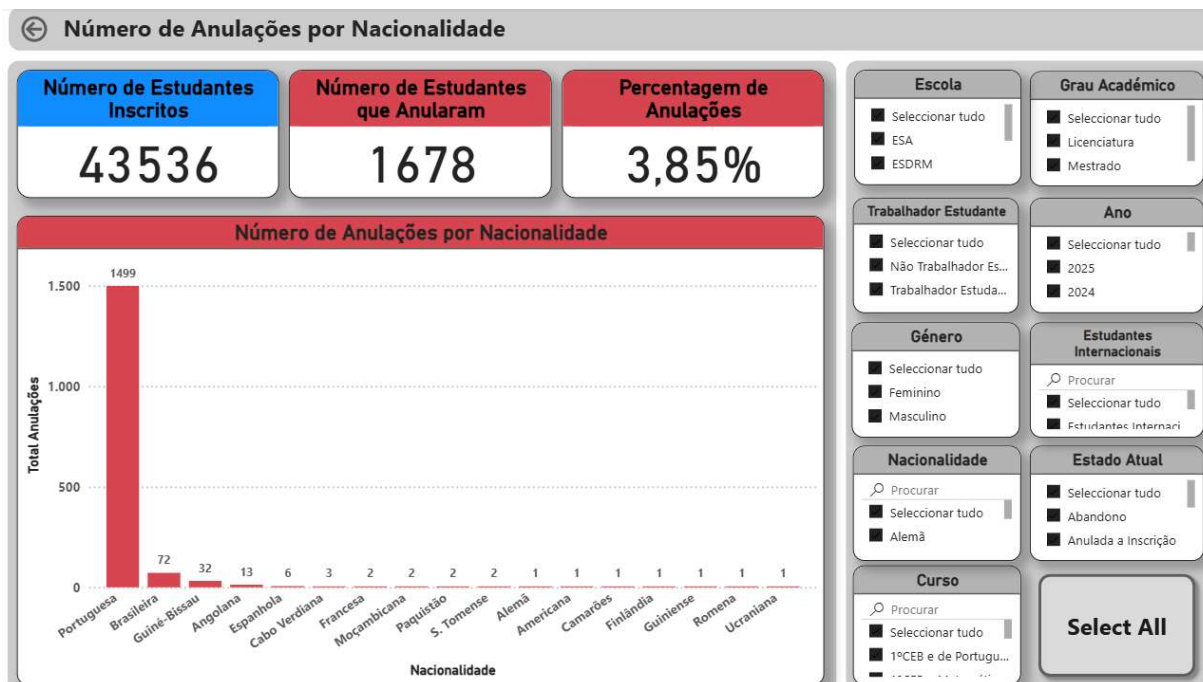 Número de Anulações por Nacionalidade
Número de Estudantes
Inscritos
43536
Número de Estudantes
que Anularam
1678
Percentagem de
Anulações
3,85%
Número de Anulações por Nacionalidade
Total Anulações
1.500
1.000
500
0
1499
72
32
13
6
3
2
2
2
2
1
1
1
1
1
1
1
Portuguesa
Brasileira
Guiné-Bissau
Angolana
Espanhola
Cabo Verdiana
Francesa
Moçambicana
Paquistão
S. Tomense
Alemã
Americana
Camarões
Finlândia
Guiniense
Romena
Ucraniana
Nacionalidade
Escola
Seleccionar tudo
ESA
ESDRM
Grau Académico
Seleccionar tudo
Licenciatura
Mestrado
Trabalhador Estudante
Seleccionar tudo
Não Trabalhador Es...
Trabalhador Estuda...
Ano
Seleccionar tudo
2025
2024
Género
Seleccionar tudo
Feminino
Masculino
Estudantes
Internacionais
Procurar
Seleccionar tudo
Estudantes Internaci
Nacionalidade
Procurar
Seleccionar tudo
Alemã
Estado Atual
Seleccionar tudo
Abandono
Anulada a Inscrição
Curso
Procurar
Seleccionar tudo
1ºCEB e de Portugu...
Select All